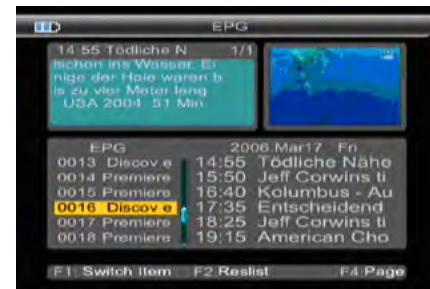 EPG
14:55 Tödliche N 1/1
ischen ins Wasser. Ei
nige der Haie waren b
is zu vier Meter lang
USA 2004. 51 Min.
EPG 2006.Mar17 Fri
0013 Discov e 14:55 Tödliche Nähe
0014 Premiere 15:50 Jeff Corwins ti
0015 Premiere 16:40 Kolumbus - Au
0016 Discov e 17:35 Entscheidend
0017 Premiere 18:25 Jeff Corwins ti
0018 Premiere 19:15 American Cho
F1: Switch Item F2:Reslist F4:Page